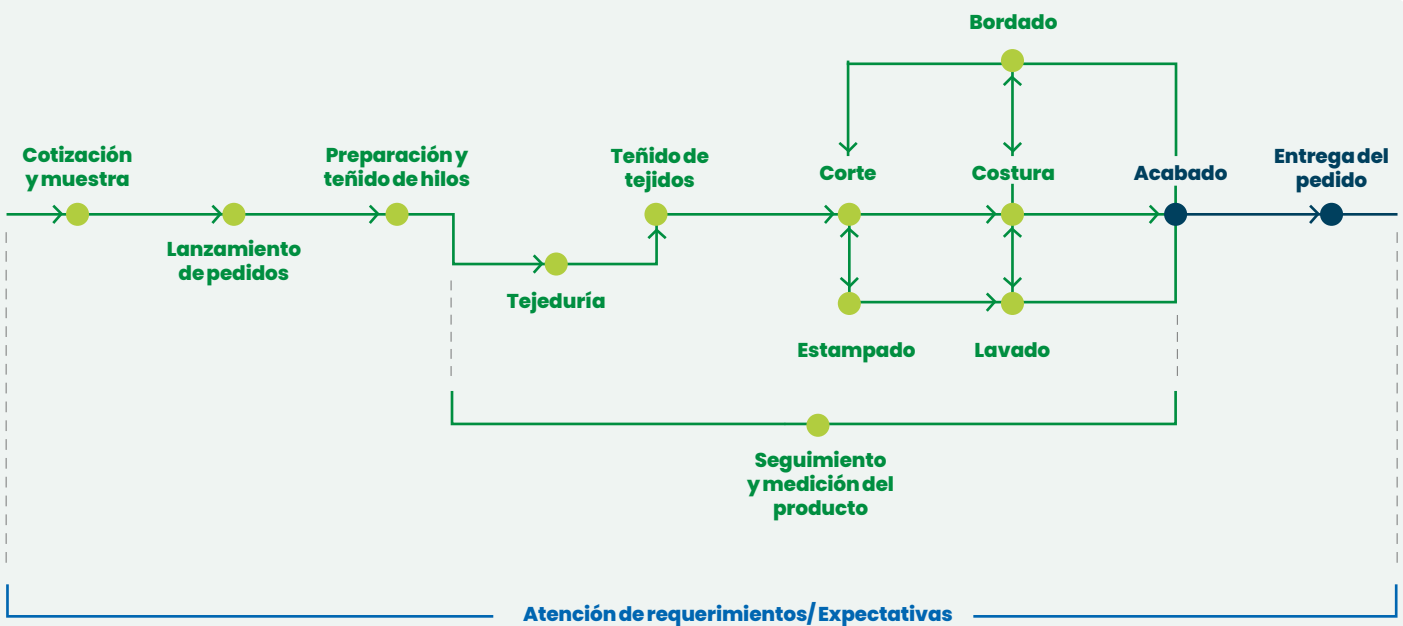 Bordado
Cotización
y muestra
Preparación y
teñido de hilos
Teñido de
tejidos
Corte
Costura
Acabado
Entrega del
pedido
Lanzamiento
de pedidos
Tejeduría
Estampado
Lavado
Seguimiento
y medición del
producto
Atención de requerimientos/ Expectativas